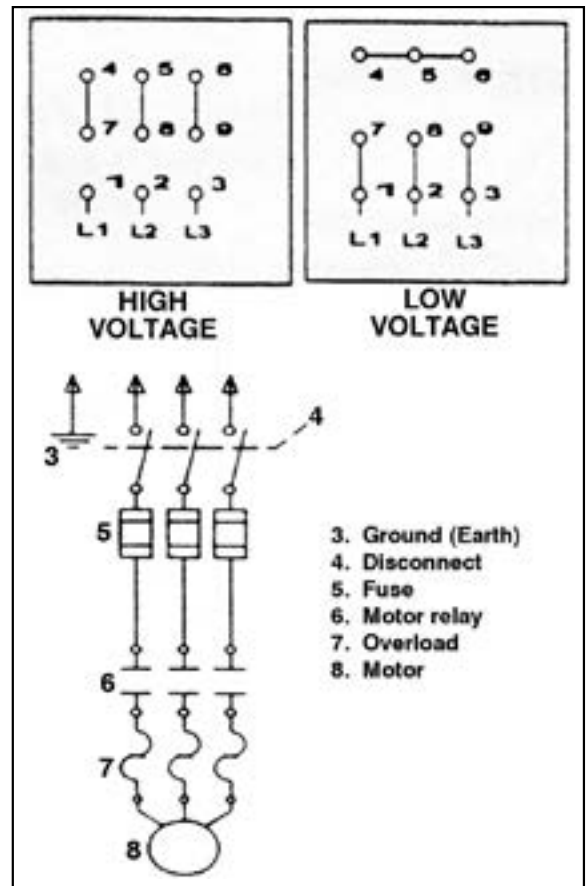 4 5 6
7 8 9
1 2 3
L1 L2 L3
HIGH
VOLTAGE
4 5 6
7 8 9
1 2 3
L1 L2 L3
LOW
VOLTAGE
3
4
5
6
7
8
3. Ground (Earth)
4. Disconnect
5. Fuse
6. Motor relay
7. Overload
8. Motor